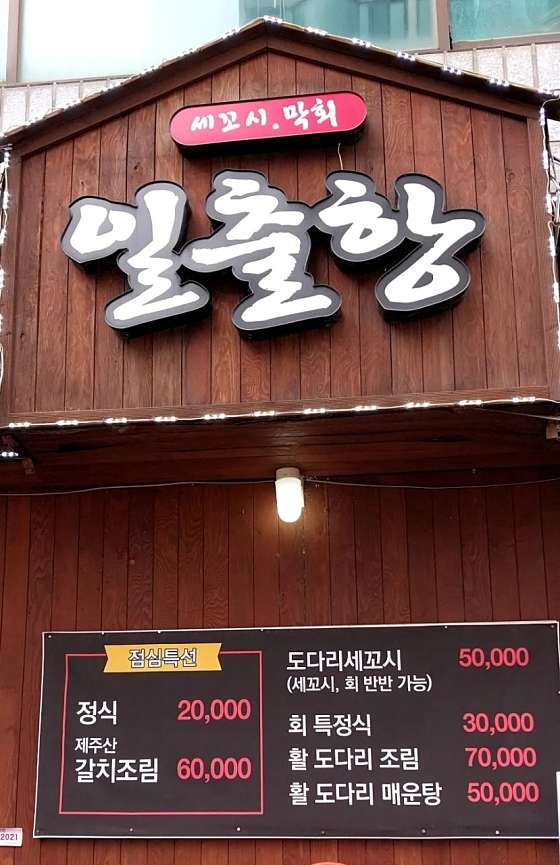 세꼬시.막회
일출항
점심특선
정식 20,000
제주산
갈치조림 60,000
도다리세꼬시 50,000
(세꼬시, 회 반반 가능)
회 특정식 30,000
활 도다리 조림 70,000
활 도다리 매운탕 50,000
2021